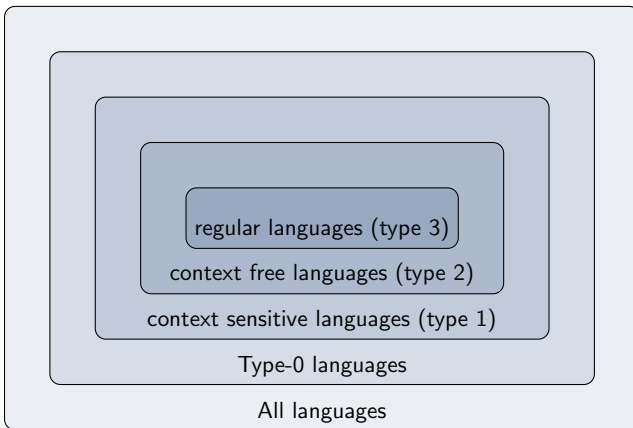 regular languages (type 3)
context free languages (type 2)
context sensitive languages (type 1)
Type-0 languages
All languages